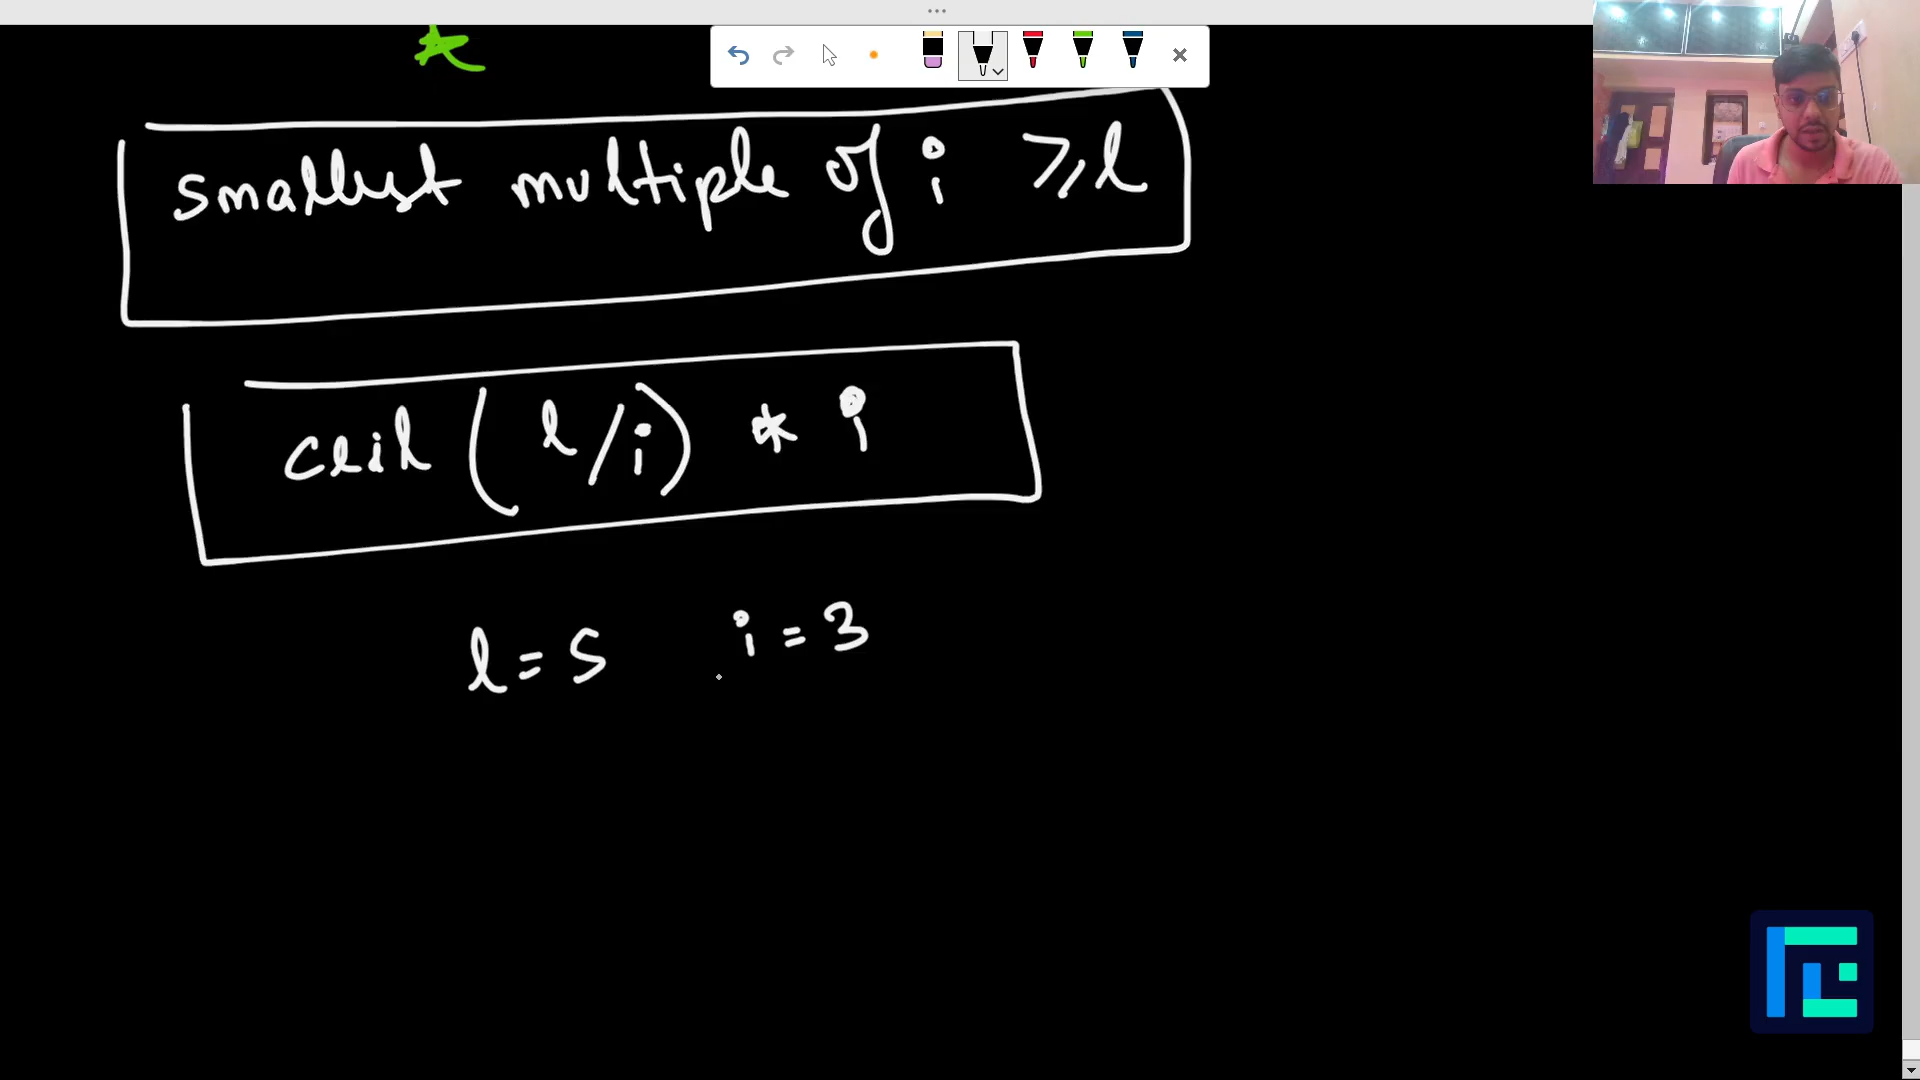 smallest multiple of i ⩾ l
ceil ( l/i ) * i
l = 5 i = 3